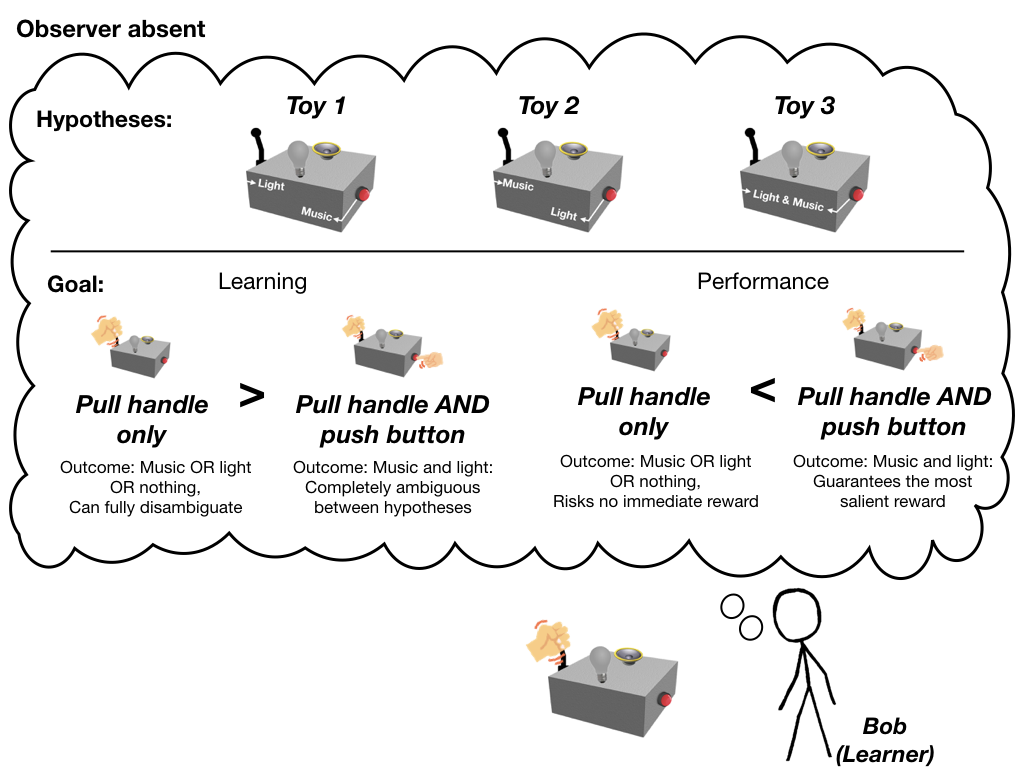 Observer absent
Hypotheses:
Toy 1
Toy 2
Toy 3
Light
Music
Music
Light
Light & Music
Goal:
Learning
Performance
>
<
Pull handle
only
Pull handle AND
push button
Pull handle
only
Pull handle AND
push button
Outcome: Music OR light
OR nothing,
Can fully disambiguate
Outcome: Music and light:
Completely ambiguous
between hypotheses
Outcome: Music OR light
OR nothing,
Risks no immediate reward
Outcome: Music and light:
Guarantees the most
salient reward
Bob
(Learner)